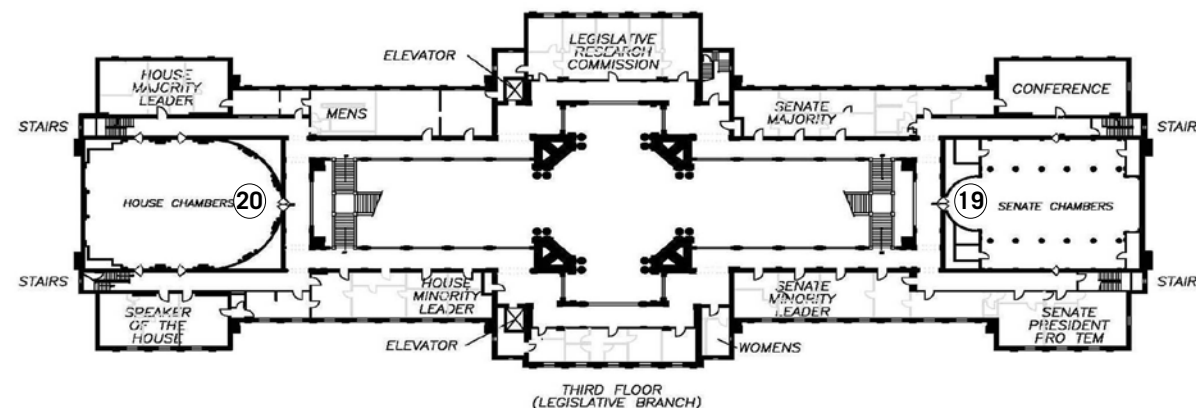 LEGISLATIVE
RESEARCH
COMMISSION
ELEVATOR
HOUSE
MAJORITY
LEADER
MENS
SENATE
MAJORITY
CONFERENCE
STAIRS
STAIR
HOUSE CHAMBERS
20
19
SENATE CHAMBERS
STAIRS
STAIR
SPEAKER
OF THE
HOUSE
HOUSE
MINORITY
LEADER
ELEVATOR
WOMENS
SENATE
MINORITY
LEADER
SENATE
PRESIDENT
PRO TEM
THIRD FLOOR
(LEGISLATIVE BRANCH)